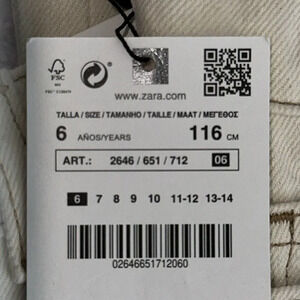 FSC
www.zara.com
TALLA / SIZE / TAMANHO / TAILLE / MAAT / ΜΕΓΕΘΟΣ
6 AÑOS/YEARS 116 CM
ART.: 2646 / 651 / 712 06
6 7 8 9 10 11-12 13-14
02646651712060